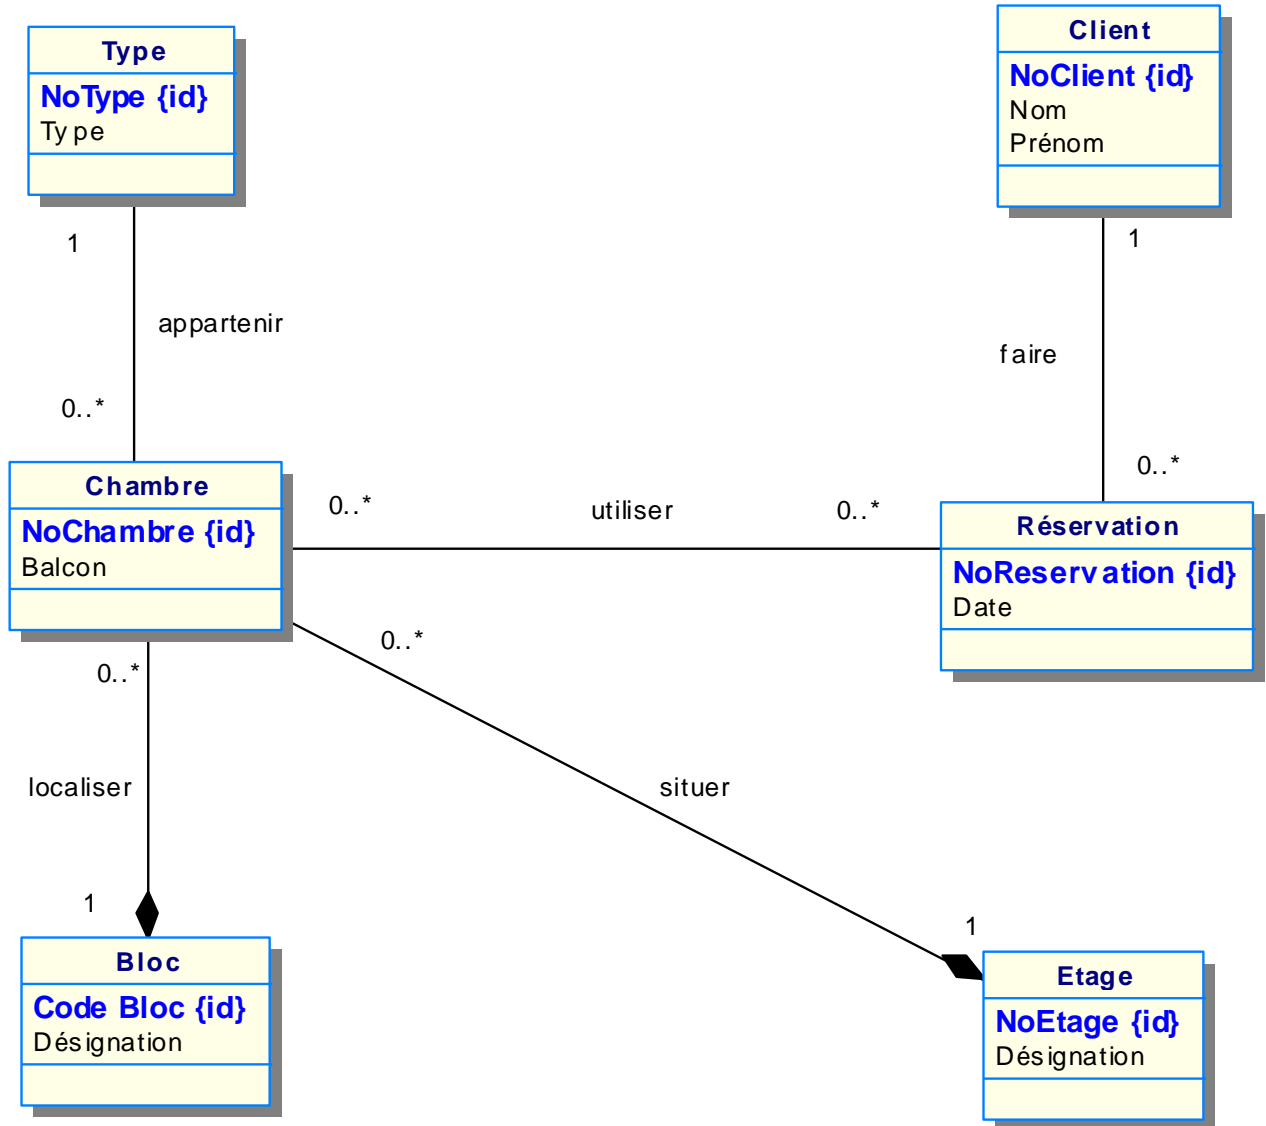 Type
NoType {id}
Type
Client
NoClient {id}
Nom
Prénom
1
1
appartenir
faire
0..*
0..*
Chambre
NoChambre {id}
Balcon
0..*
utiliser
0..*
Réservation
NoReservation {id}
Date
0..*
0..*
localiser
situer
1
1
Bloc
Code Bloc {id}
Désignation
Etage
NoEtage {id}
Désignation